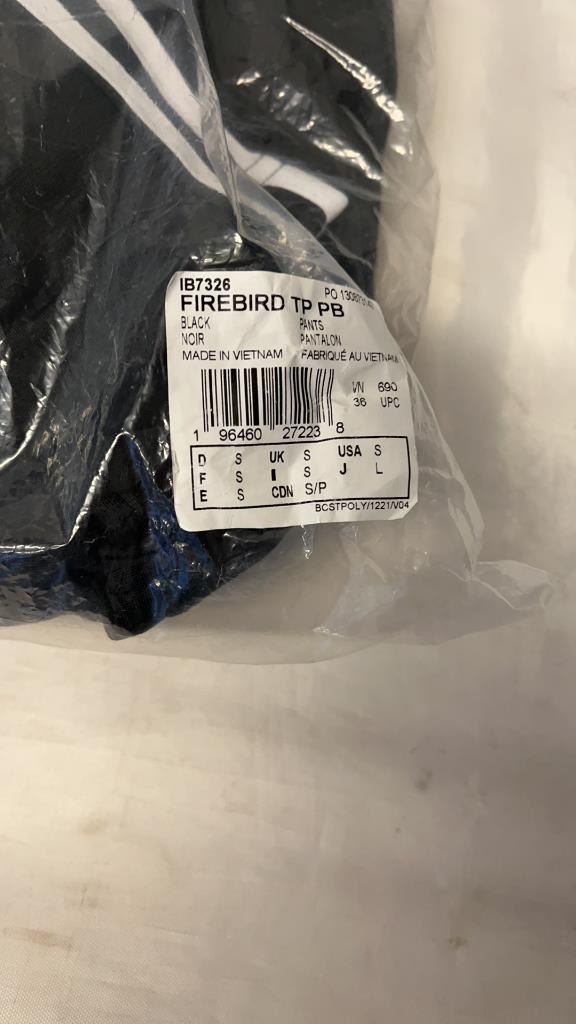 IB7326
FIREBIRD TP PB
BLACK PANTS
NOIR PANTALON
MADE IN VIETNAM FABRIQUÉ AU VIETNAM
VN 690
36 UPC
1 96460 27223 8
D S UK S USA S
F S I S J L
E S CDN S/P
BCSTPOLY/1221/V04
PO